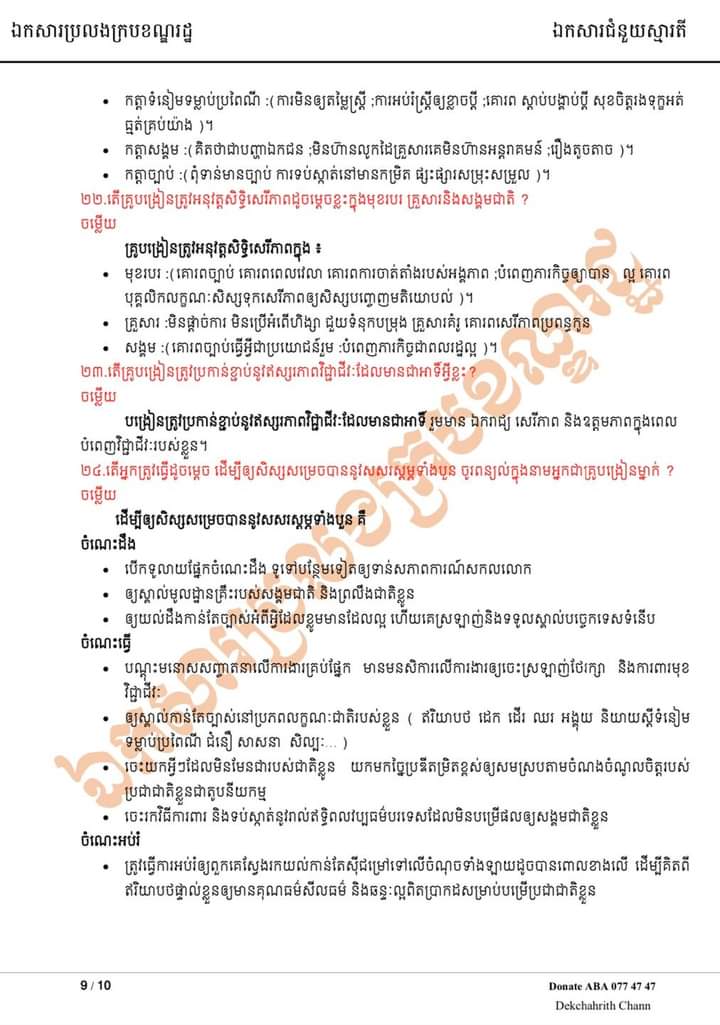 ឯកសារប្រលងក្របខណ្ឌរដ្ឋ
ឯកសារជំនួយស្មារតី
• កត្តាទំនៀមទម្លាប់ប្រពៃណី :( ការមិនឲ្យតម្លៃស្ត្រី ;ការអប់រំស្ត្រីឲ្យខ្លាចប្តី ;គោរព ស្តាប់បង្គាប់ប្តី សុខចិត្តរងទុក្ខអត់
ធ្មត់គ្រប់យ៉ាង )។
• កត្តាសង្គម :(គិតថាជាបញ្ហាឯកជន ;មិនហ៊ានលូកដៃគ្រួសារគេមិនហ៊ានអន្តរាគមន៍ ;រឿងតូចតាច )។
• កត្តាច្បាប់ :( ពុំទាន់មានច្បាប់ ការទប់ស្កាត់នៅមានកម្រិត ផ្សះផ្សារសម្រុះសម្រួល )។
២២.តើគ្រូបង្រៀនត្រូវអនុវត្តសិទ្ធិសេរីភាពដូចម្តេចខ្លះក្នុងមុខរបរ គ្រួសារនិងសង្គមជាតិ ?
ចម្លើយ
គ្រូបង្រៀនត្រូវអនុវត្តសិទ្ធិសេរីភាពក្នុង ៖
• មុខរបរ :( គោរពច្បាប់ គោរពពេលវេលា គោរពការចាត់តាំងរបស់អង្គភាព ;បំពេញភារកិច្ចឲ្យបាន ល្អ គោរព
បុគ្គលិកលក្ខណៈសិស្សទុកសេរីភាពឲ្យសិស្សបញ្ចេញមតិយោបល់ )។
• គ្រួសារ :មិនផ្តាច់ការ មិនប្រើអំពើហិង្សា ជួយទំនុកបម្រុង គ្រួសារគំរូ គោរពសេរីភាពប្រពន្ធកូន
• សង្គម :(គោរពច្បាប់ធ្វើអ្វីជាប្រយោជន៍រួម :បំពេញភារកិច្ចជាពលរដ្ឋល្អ )។
២៣.តើគ្រូបង្រៀនត្រូវប្រកាន់ខ្ជាប់នូវឥស្សរភាពវិជ្ជាជីវៈដែលមានជាអាទិ៍អ្វីខ្លះ ?
ចម្លើយ
បង្រៀនត្រូវប្រកាន់ខ្ជាប់នូវឥស្សរភាពវិជ្ជាជីវៈដែលមានជាអាទិ៍ រួមមាន ឯករាជ្យ សេរីភាព និងឧត្តមភាពក្នុងពេល
បំពេញវិជ្ជាជីវៈរបស់ខ្លួន។
២៤.តើអ្នកត្រូវធ្វើដូចម្តេច ដើម្បីឲ្យសិស្សសម្រេចបាននូវសសរស្តម្ភទាំងបួន ចូរពន្យល់ក្នុងនាមអ្នកជាគ្រូបង្រៀនម្នាក់ ?
ចម្លើយ
ដើម្បីឲ្យសិស្សសម្រេចបាននូវសសរស្តម្ភទាំងបួន គឺ
ចំណេះដឹង
• បើកទូលាយផ្នែកចំណេះដឹង ទូទៅបន្ថែមទៀតឲ្យទាន់សភាពការណ៍សកលលោក
• ឲ្យស្គាល់មូលដ្ឋានគ្រឹះរបស់សង្គមជាតិ និងព្រលឹងជាតិខ្លួន
• ឲ្យយល់ដឹងកាន់តែច្បាស់អំពីអ្វីដែលខ្លួមមានដែលល្អ ហើយគេស្រឡាញ់និងទទួលស្គាល់បច្ចេកទេសទំនើប
ចំណេះធ្វើ
• បណ្តុះមនោសសញ្ចាតនាលើការងារគ្រប់ផ្នែក មានមនសិការលើការងារឲ្យចេះស្រឡាញ់ថែរក្សា និងការពារមុខ
វិជ្ជាជីវៈ
• ឲ្យស្គាល់កាន់តែច្បាស់នៅប្រភពលក្ខណៈជាតិរបស់ខ្លួន ( ឥរិយាបថ ដេក ដើរ ឈរ អង្គុយ និយាយស្តីទំនៀម
ទម្លាប់ប្រពៃណី ជំនឿ សាសនា សិល្បៈ... )
• ចេះយកអ្វីៗដែលមិនមែនជារបស់ជាតិខ្លួន យកមកច្នៃប្រឌិតម្រិតខ្ពស់ឲ្យសមស្របតាមចំណង់ចំណូលចិត្តរបស់
ប្រជាជាតិខ្លួនជាតូបនីយកម្ម
• ចេះរកវិធីការពារ និងទប់ស្កាត់នូវរាល់ឥទ្ធិពលវប្បធម៌បរទេសដែលមិនបម្រើផលឲ្យសង្គមជាតិខ្លួន
ចំណេះអប់រំ
• ត្រូវធ្វើការអប់រំឲ្យពួកគេស្វែងរកយល់កាន់តែស៊ីជម្រៅទៅលើចំណុចទាំងឡាយដូចបានពោលខាងលើ ដើម្បីគិតពី
ឥរិយាបថផ្ទាល់ខ្លួនឲ្យមានគុណធម៌សីលធម៌ និងឆន្ទៈល្អពិតប្រាកដសម្រាប់បម្រើប្រជាជាតិខ្លួន
ឯកសារប្រលងក្របខណ្ឌរដ្ឋ
9 / 10
Donate ABA 077 47 47
Dekchahrith Chann